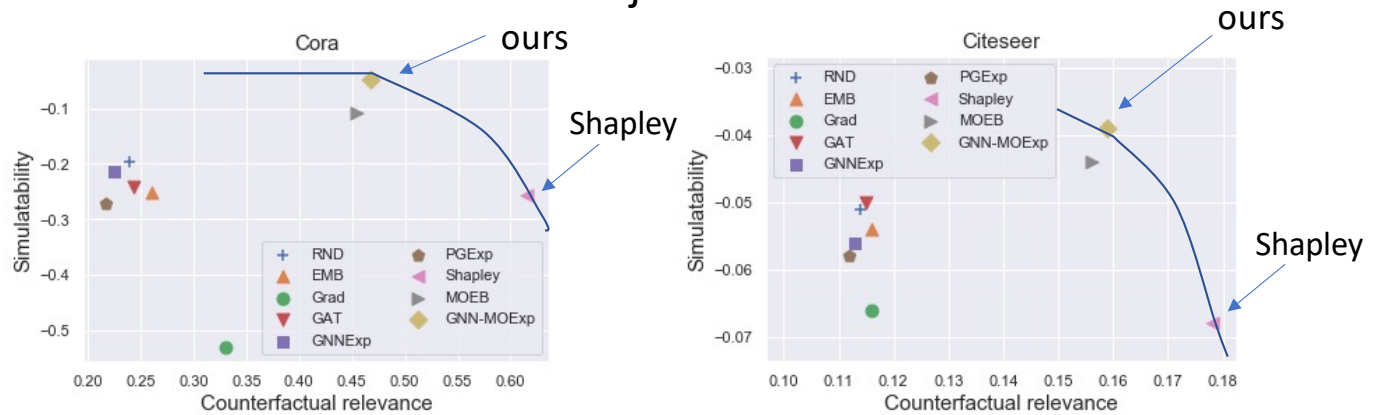 ours
Cora
Shapley
Simulatability
−0.1
−0.2
−0.3
−0.4
−0.5
RND
EMB
Grad
GAT
GNNExp
PGExp
Shapley
MOEB
GNN-MOExp
0.20 0.25 0.30 0.35 0.40 0.45 0.50 0.55 0.60
Counterfactual relevance
ours
Citeseer
Shapley
Simulatability
−0.03
−0.04
−0.05
−0.06
−0.07
RND
EMB
Grad
GAT
GNNExp
PGExp
Shapley
MOEB
GNN-MOExp
0.10 0.11 0.12 0.13 0.14 0.15 0.16 0.17 0.18
Counterfactual relevance